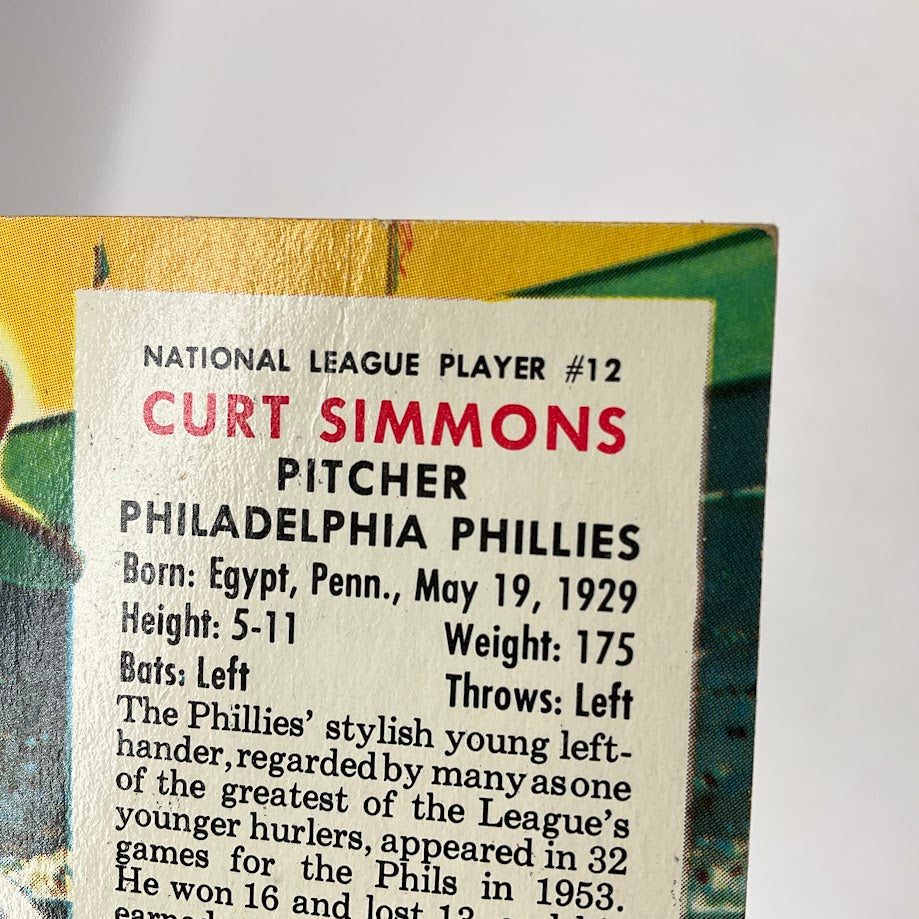 NATIONAL LEAGUE PLAYER #12
CURT SIMMONS
PITCHER
PHILADELPHIA PHILLIES
Born: Egypt, Penn., May 19, 1929
Height: 5-11 Weight: 175
Bats: Left Throws: Left
The Phillies' stylish young left-
hander, regarded by many as one
of the greatest of the League's
younger hurlers, appeared in 32
games for the Phils in 1953.
He won 16 and lost 13
earned